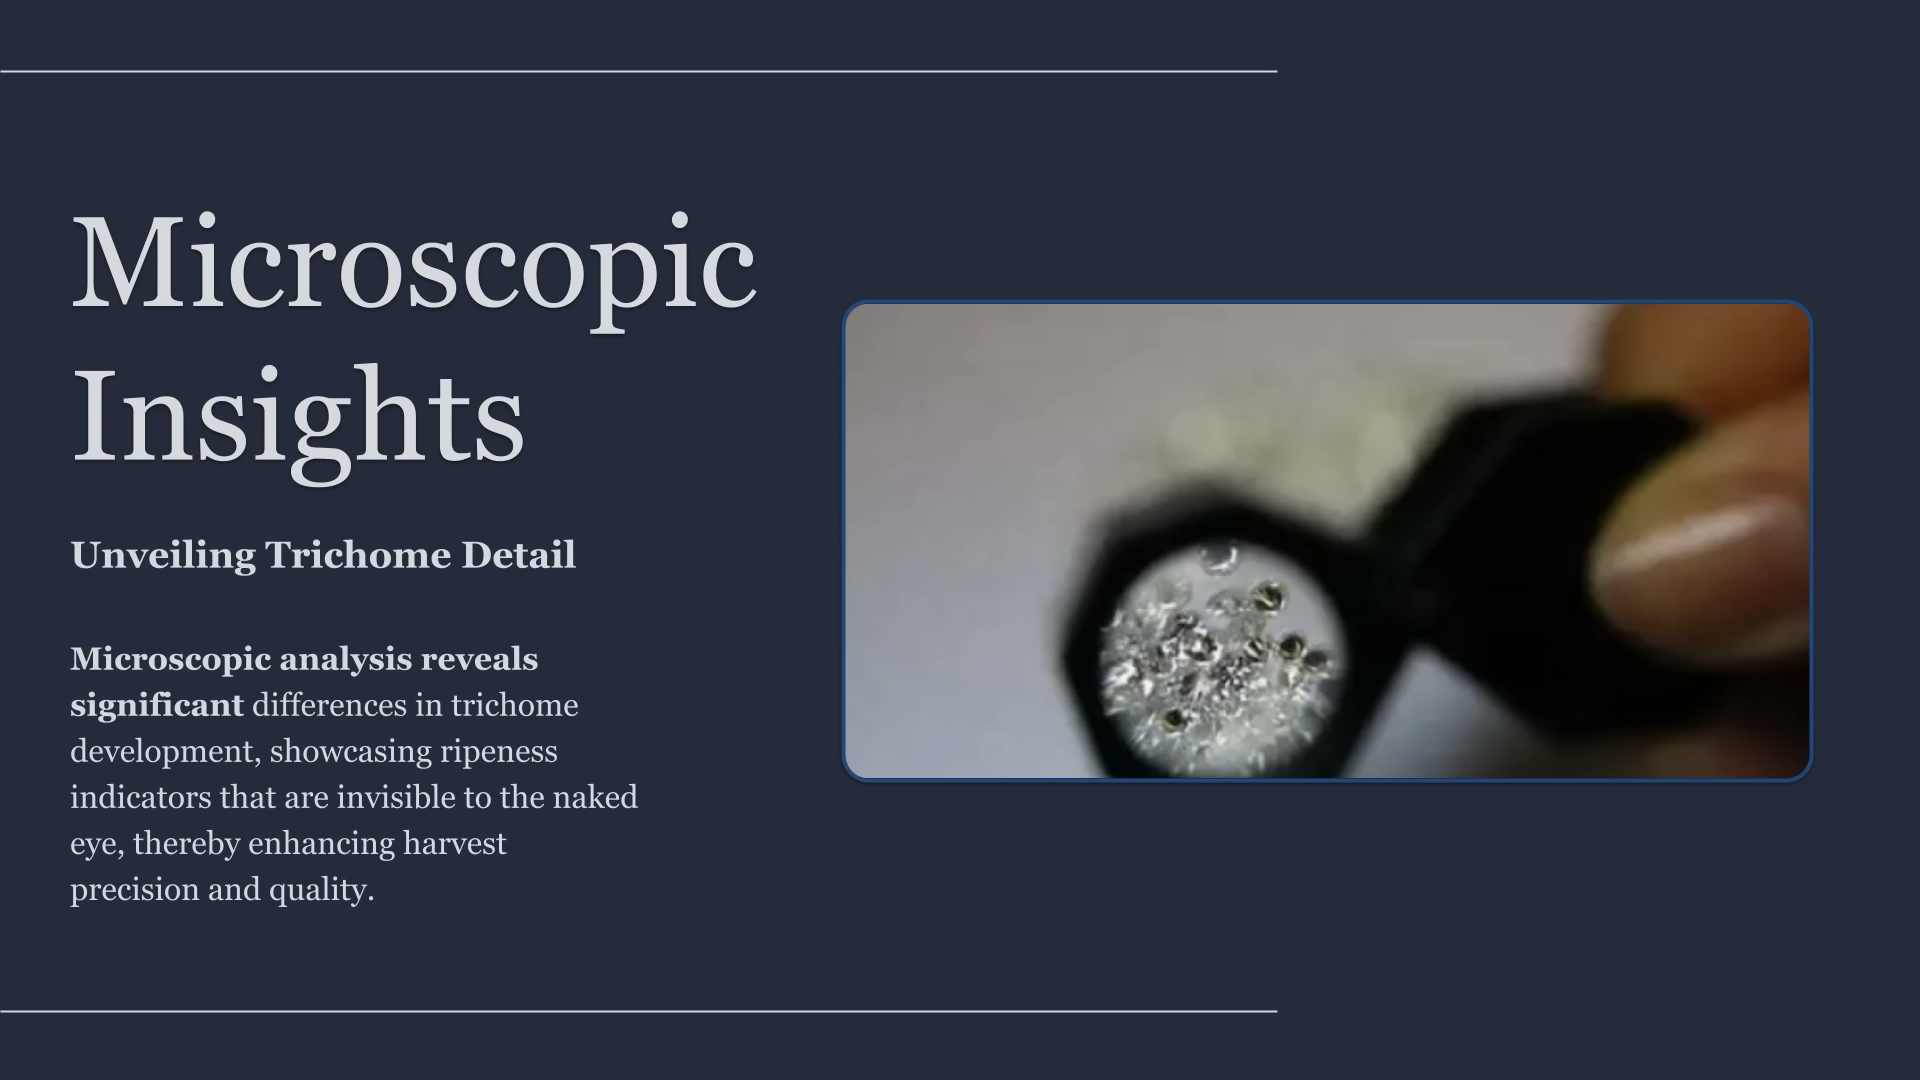 Microscopic
Insights
Unveiling Trichome Detail
Microscopic analysis reveals
significant differences in trichome
development, showcasing ripeness
indicators that are invisible to the naked
eye, thereby enhancing harvest
precision and quality.